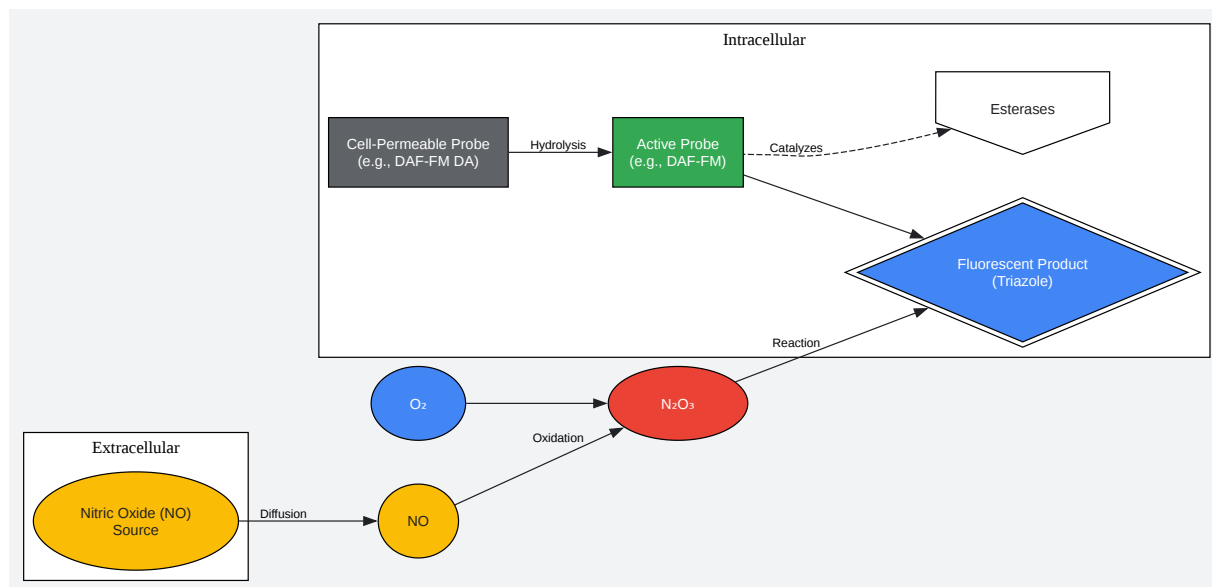 Intracellular
Esterases
Cell-Permeable Probe
(e.g., DAF-FM DA)
Hydrolysis
Active Probe
(e.g., DAF-FM)
Catalyzes
Fluorescent Product
(Triazole)
Reaction
O₂
N₂O₃
Oxidation
Extracellular
Nitric Oxide (NO)
Source
Diffusion
NO